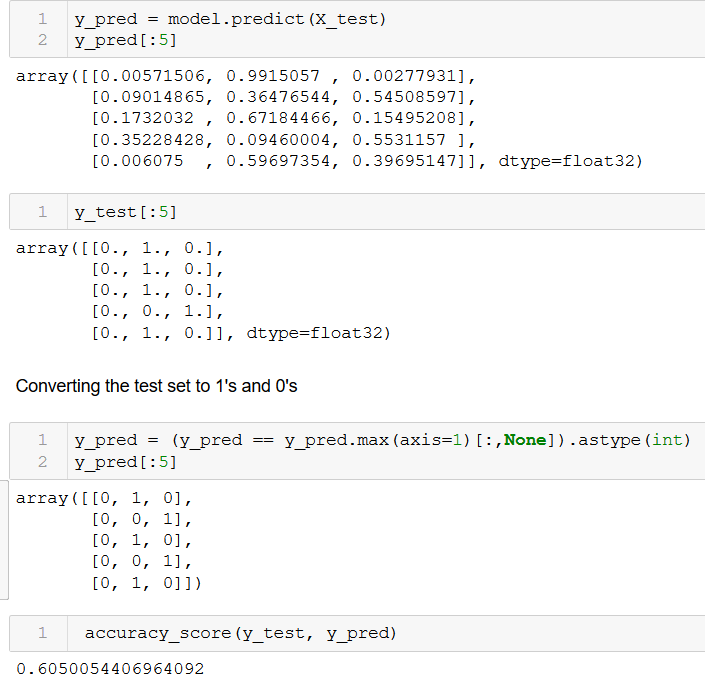 1 y_pred = model.predict(X_test)
2 y_pred[:5]
array([[0.00571506, 0.9915057 , 0.00277931],
[0.09014865, 0.36476544, 0.54508597],
[0.1732032 , 0.67184466, 0.15495208],
[0.35228428, 0.09460004, 0.5531157 ],
[0.006075  , 0.59697354, 0.39695147]], dtype=float32)
1 y_test[:5]
array([[0., 1., 0.],
[0., 1., 0.],
[0., 1., 0.],
[0., 0., 1.],
[0., 1., 0.]], dtype=float32)
Converting the test set to 1's and 0's
1 y_pred = (y_pred == y_pred.max(axis=1)[:,None]).astype(int)
2 y_pred[:5]
array([[0, 1, 0],
[0, 0, 1],
[0, 1, 0],
[0, 0, 1],
[0, 1, 0]])
1 accuracy_score(y_test, y_pred)
0.6050054406964092